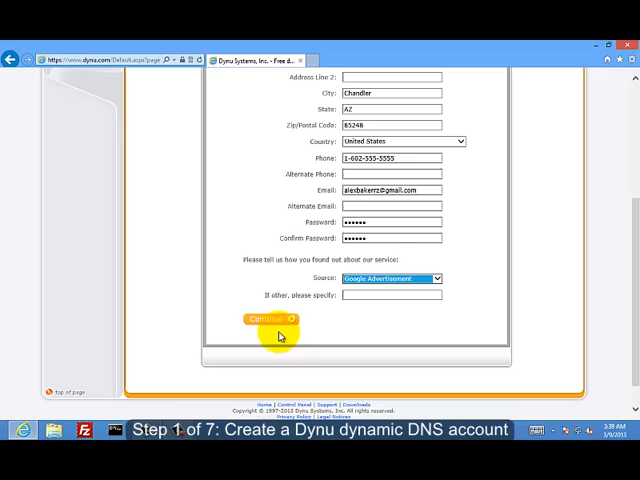 https://www.dynu.com/Default.aspx?page
Dynu Systems, Inc. - Free d...
Address Line 2:
City: Chandler
State: AZ
Zip/Postal Code: 85248
Country: United States
Phone: 1-602-555-5555
Alternate Phone:
Email: alexbakerrz@gmail.com
Alternate Email:
Password: ••••••
Confirm Password: ••••••
Please tell us how you found out about our service:
Source: Google Advertisement
If other, please specify:
Continue
top of page
Home | Control Panel | Support | Downloads
Copyright © 1997-2013 Dynu Systems, Inc. All rights reserved.
Privacy Policy | Legal Notices
Step 1 of 7: Create a Dynu dynamic DNS account
3:39 AM
3/9/2013